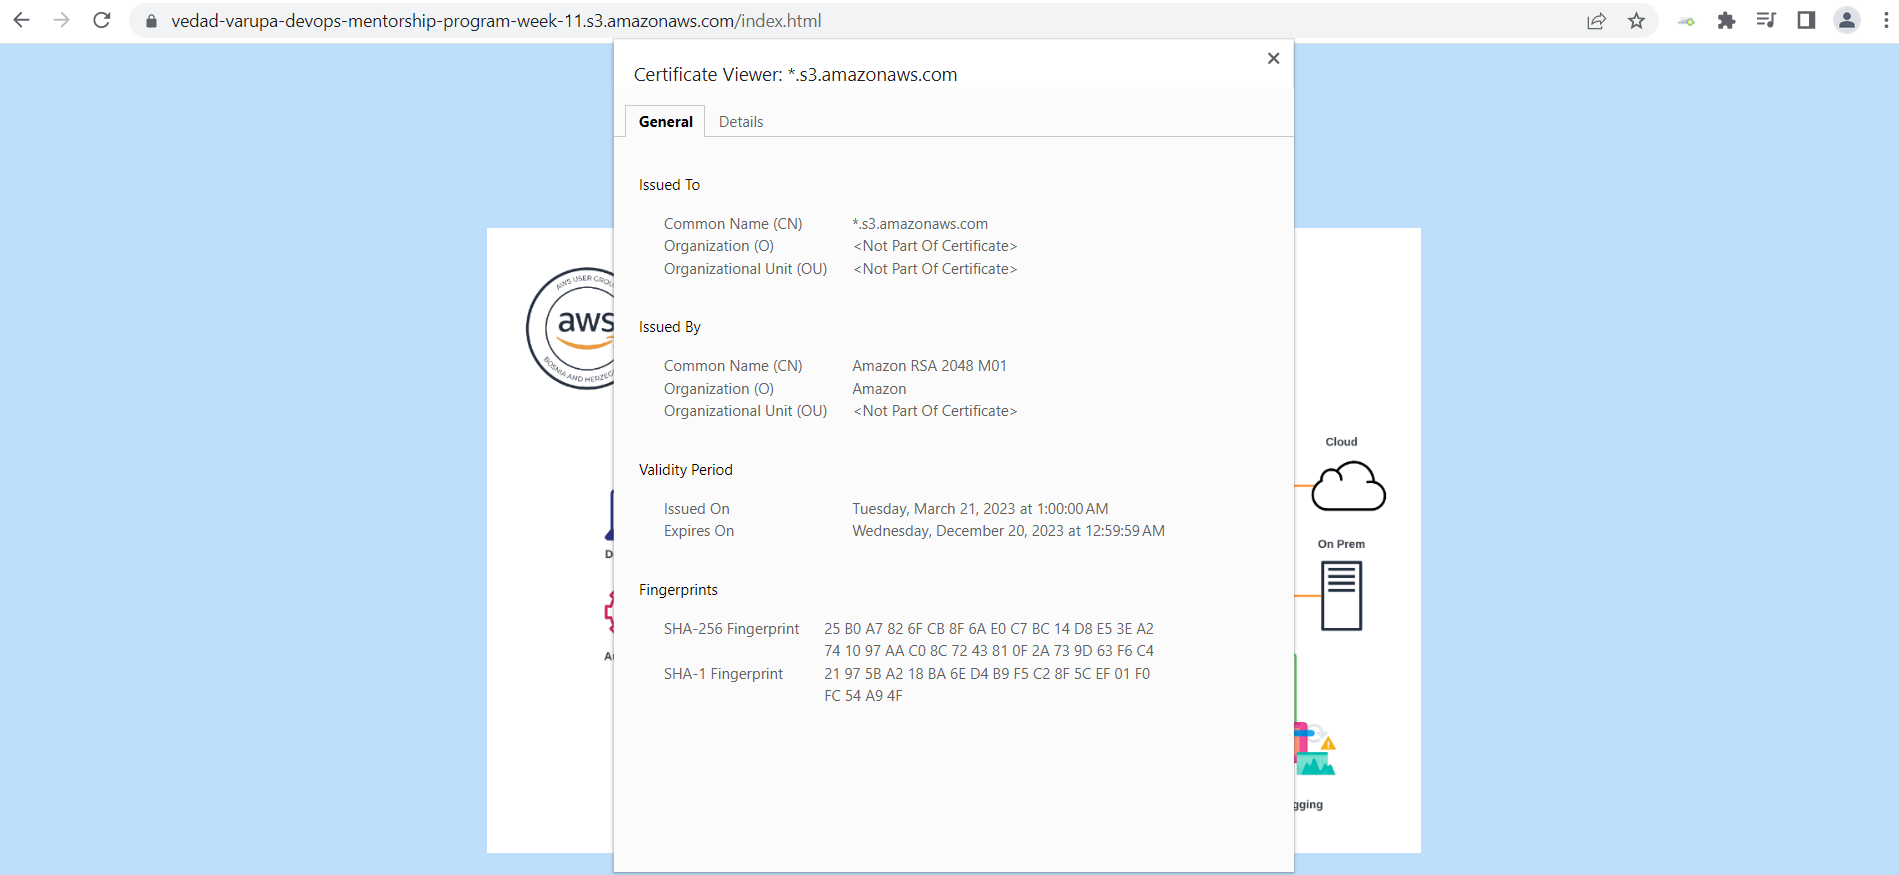 vedad-varupa-devops-mentorship-program-week-11.s3.amazonaws.com/index.html
Certificate Viewer: *.s3.amazonaws.com
General Details
Issued To
Common Name (CN) *.s3.amazonaws.com
Organization (O) <Not Part Of Certificate>
Organizational Unit (OU) <Not Part Of Certificate>
Issued By
Common Name (CN) Amazon RSA 2048 M01
Organization (O) Amazon
Organizational Unit (OU) <Not Part Of Certificate>
Validity Period
Issued On Tuesday, March 21, 2023 at 1:00:00 AM
Expires On Wednesday, December 20, 2023 at 12:59:59 AM
Fingerprints
SHA-256 Fingerprint 25 B0 A7 82 6F CB 8F 6A E0 C7 BC 14 D8 E5 3E A2
74 10 97 AA C0 8C 72 43 81 0F 2A 73 9D 63 F6 C4
SHA-1 Fingerprint 21 97 5B A2 18 BA 6E D4 B9 F5 C2 8F 5C EF 01 F0
FC 54 A9 4F
AWS USER GROU
aws
BOSNIA AND HERZEG
Cloud
On Prem
gging